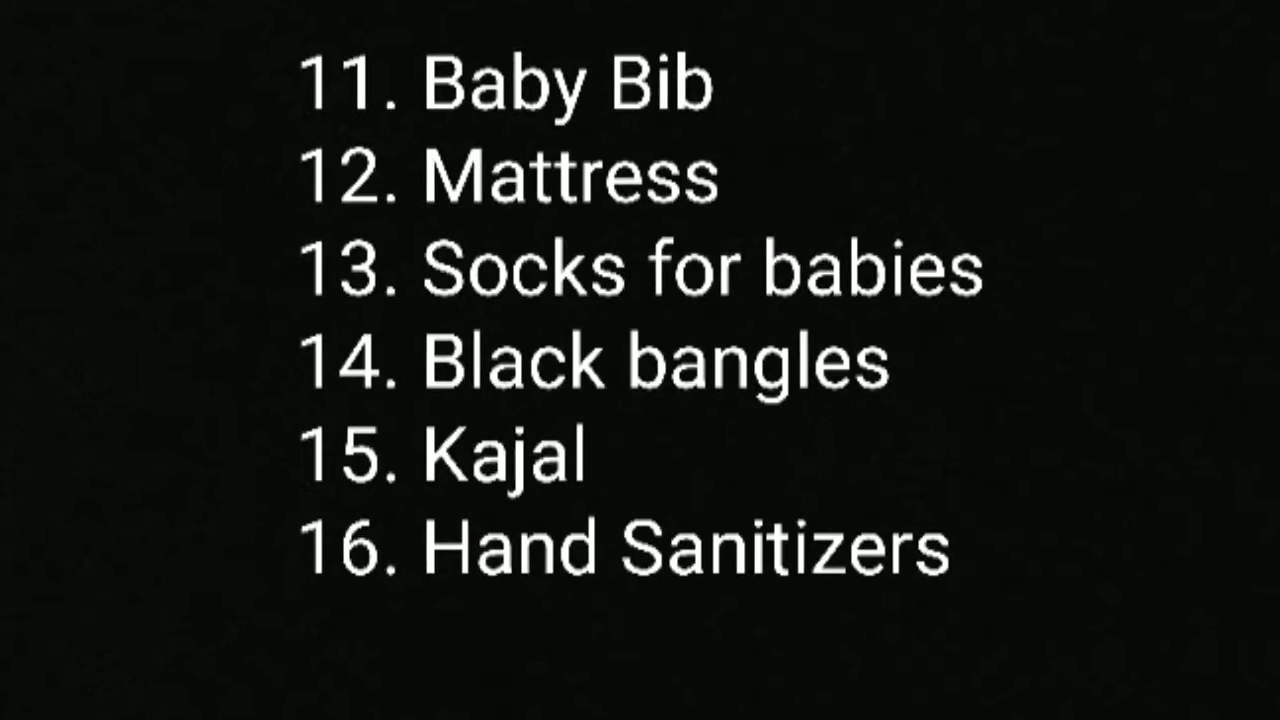 11. Baby Bib
12. Mattress
13. Socks for babies
14. Black bangles
15. Kajal
16. Hand Sanitizers